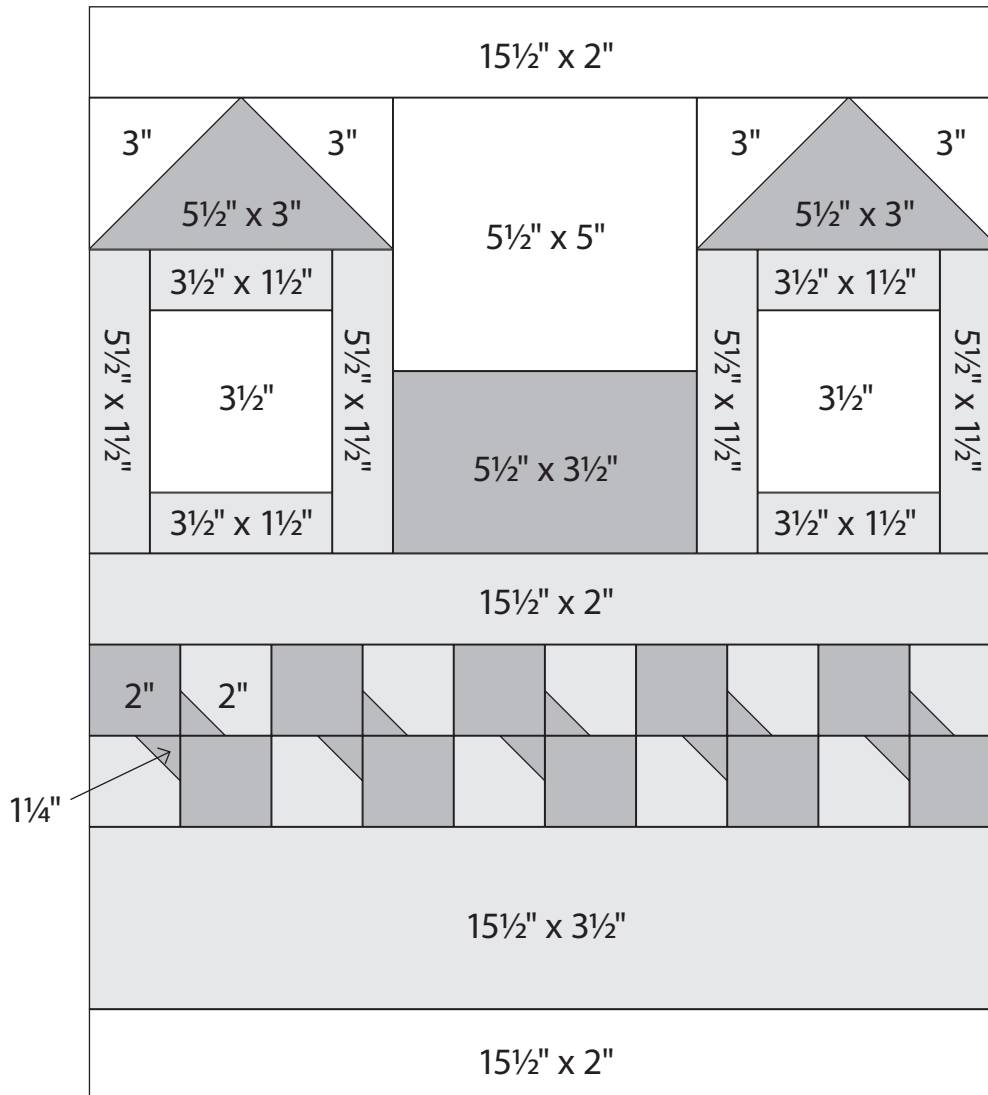 15½" x 2"
3" 3" 3" 3"
5½" x 3" 5½" x 5" 5½" x 3"
3½" x 1½" 3½" x 1½"
5½" x 1½" 3½" 5½" x 1½" 5½" x 1½" 3½" 5½" x 1½"
5½" x 3½"
3½" x 1½" 3½" x 1½"
15½" x 2"
2" 2"
1¼"
15½" x 3½"
15½" x 2"